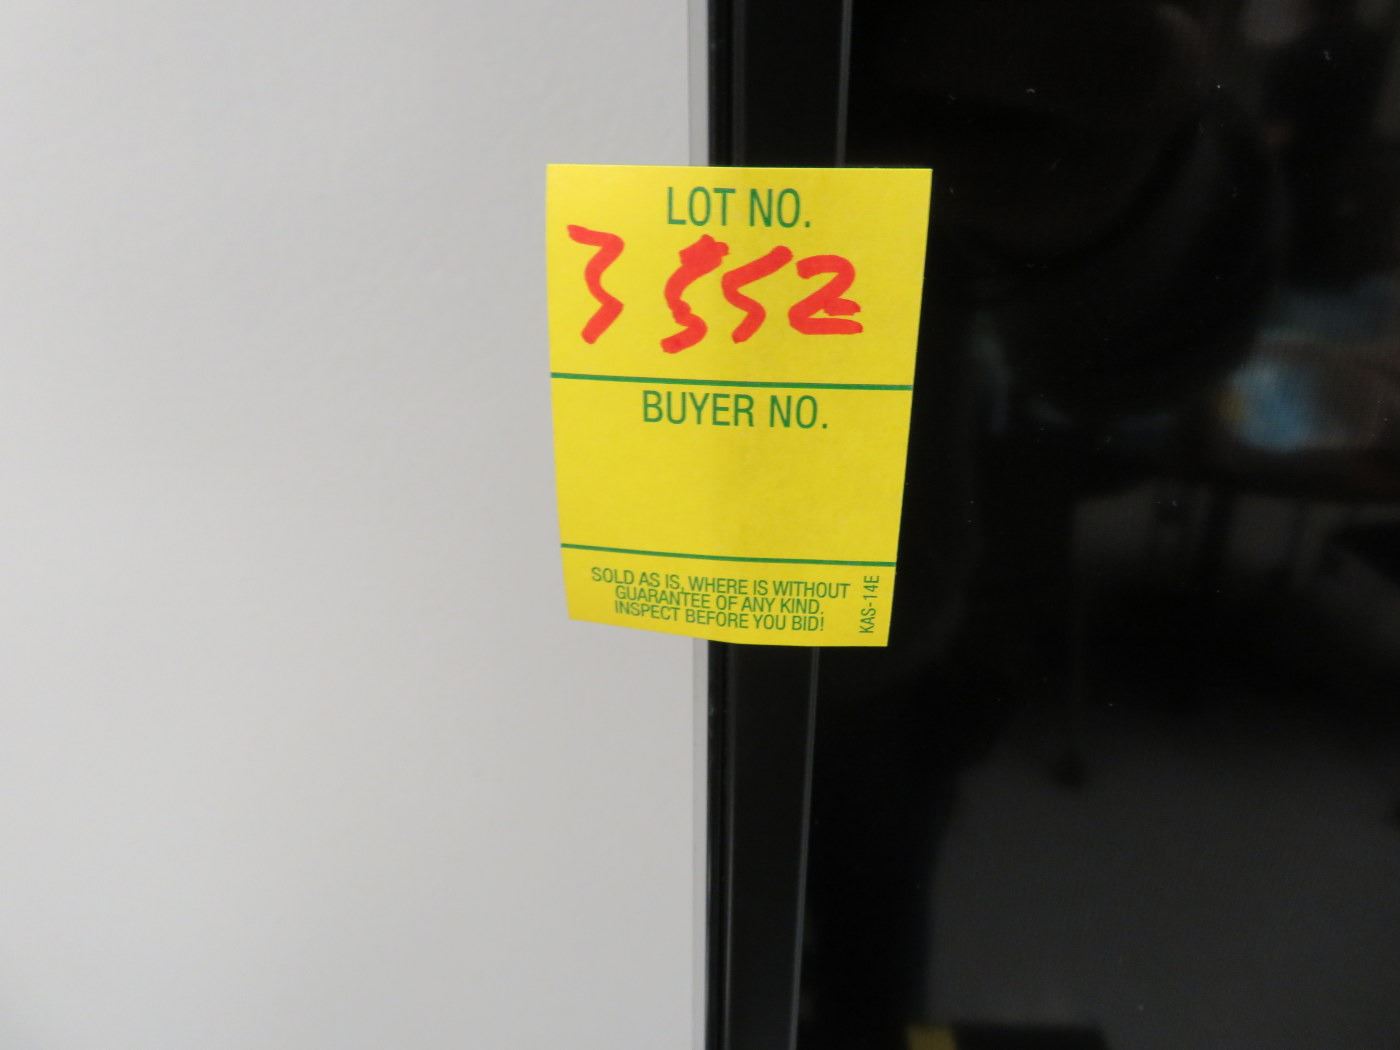 LOT NO.
3552
BUYER NO.
SOLD AS IS, WHERE IS WITHOUT
GUARANTEE OF ANY KIND.
INSPECT BEFORE YOU BID!
KAS-14E